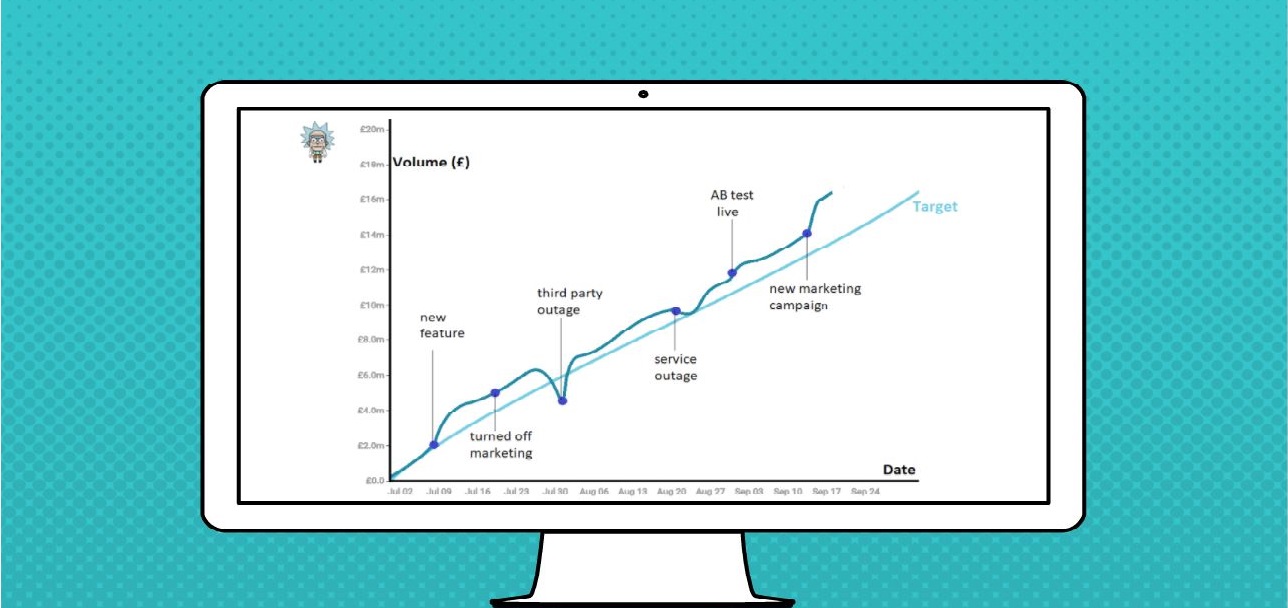 £20m
£18m
Volume (£)
£16m
£14m
£12m
£10m
£8.0m
£6.0m
£4.0m
£2.0m
£0.0
new
feature
turned off
marketing
third party
outage
service
outage
AB test
live
new marketing
campaign
Target
Date
Jul 02 Jul 09 Jul 16 Jul 23 Jul 30 Aug 06 Aug 13 Aug 20 Aug 27 Sep 03 Sep 10 Sep 17 Sep 24